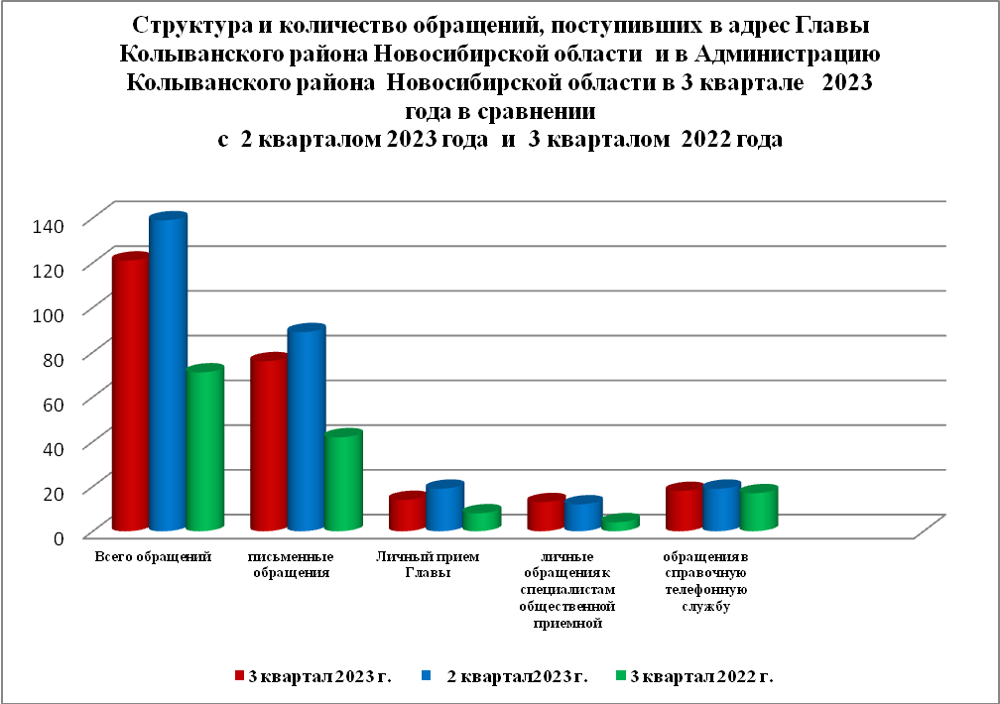 Структура и количество обращений, поступивших в адрес Главы
Колыванского района Новосибирской области и в Администрацию
Колыванского района Новосибирской области в 3 квартале 2023
года в сравнении
с 2 кварталом 2023 года и 3 кварталом 2022 года
140
120
100
80
60
40
20
0
Всего обращений
письменные
обращения
Личный прием
Главы
личные
обращения к
специалистам
общественной
приемной
обращения в
справочную
телефонную
службу
3 квартал 2023 г.
2 квартал2023 г.
3 квартал 2022 г.